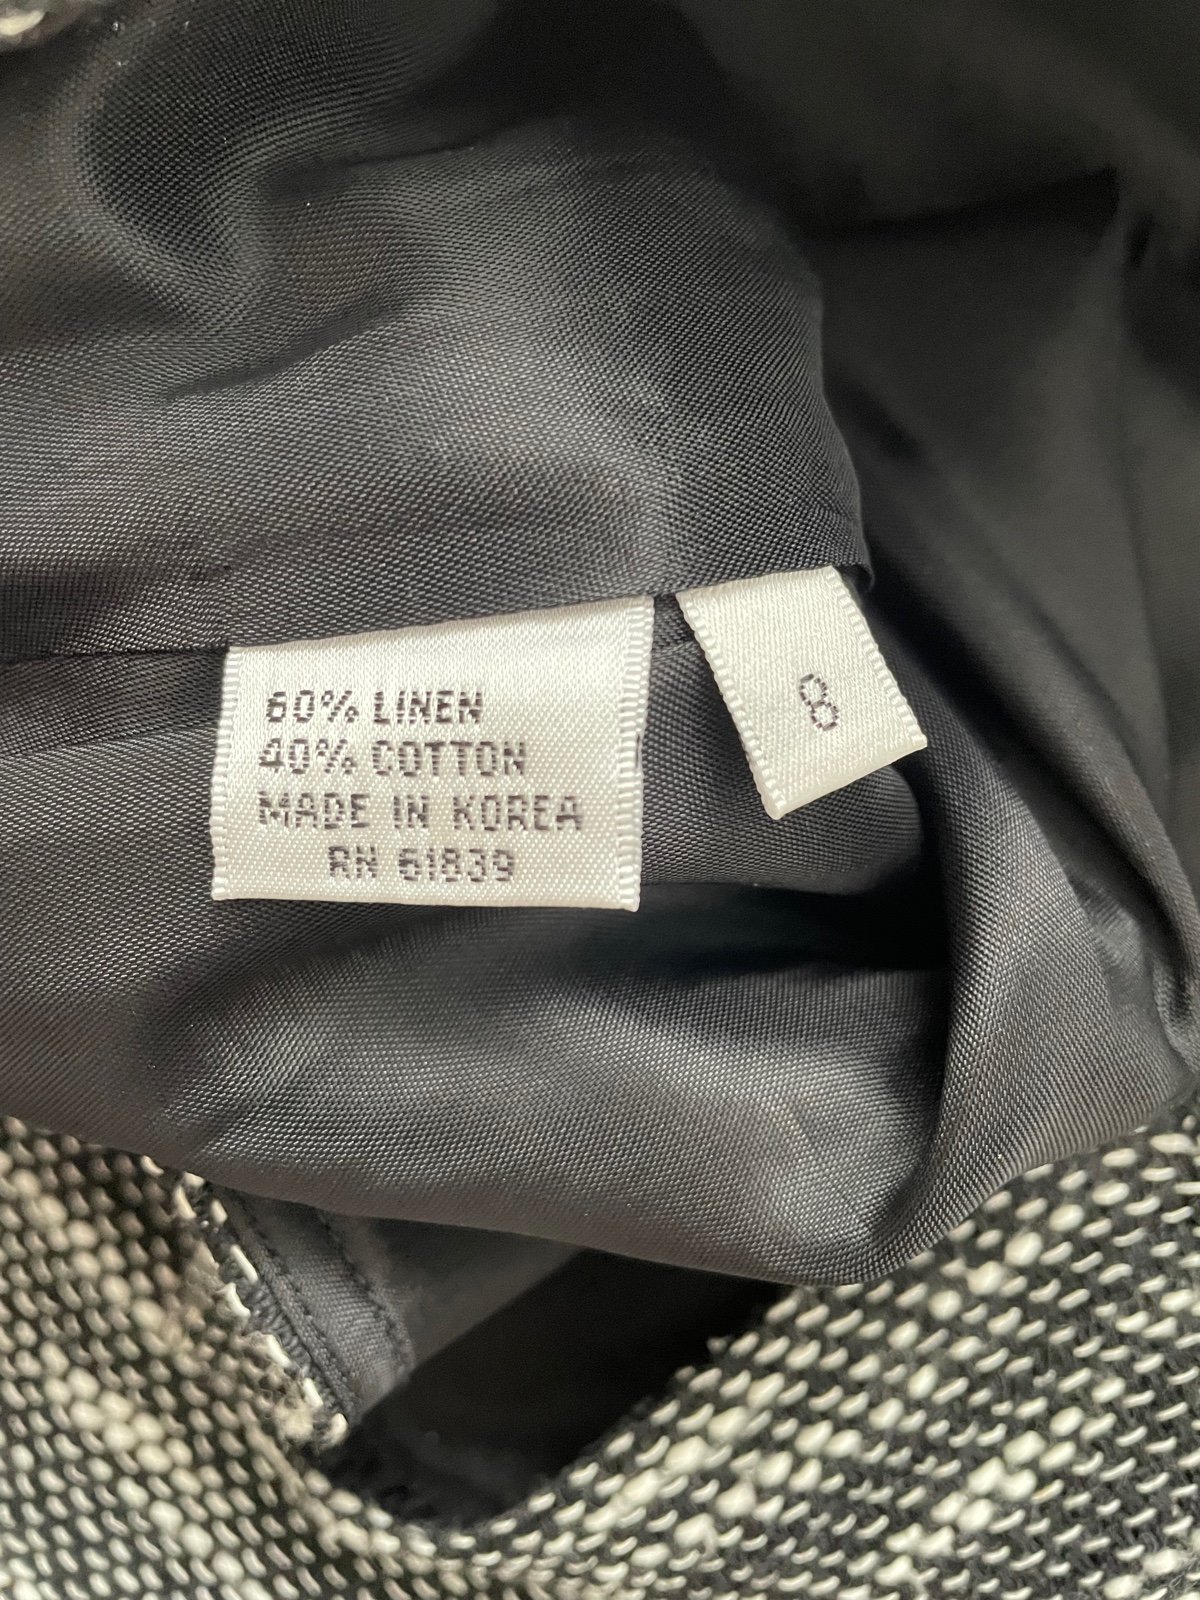 60% LINEN
40% COTTON
MADE IN KOREA
RN 61839
8